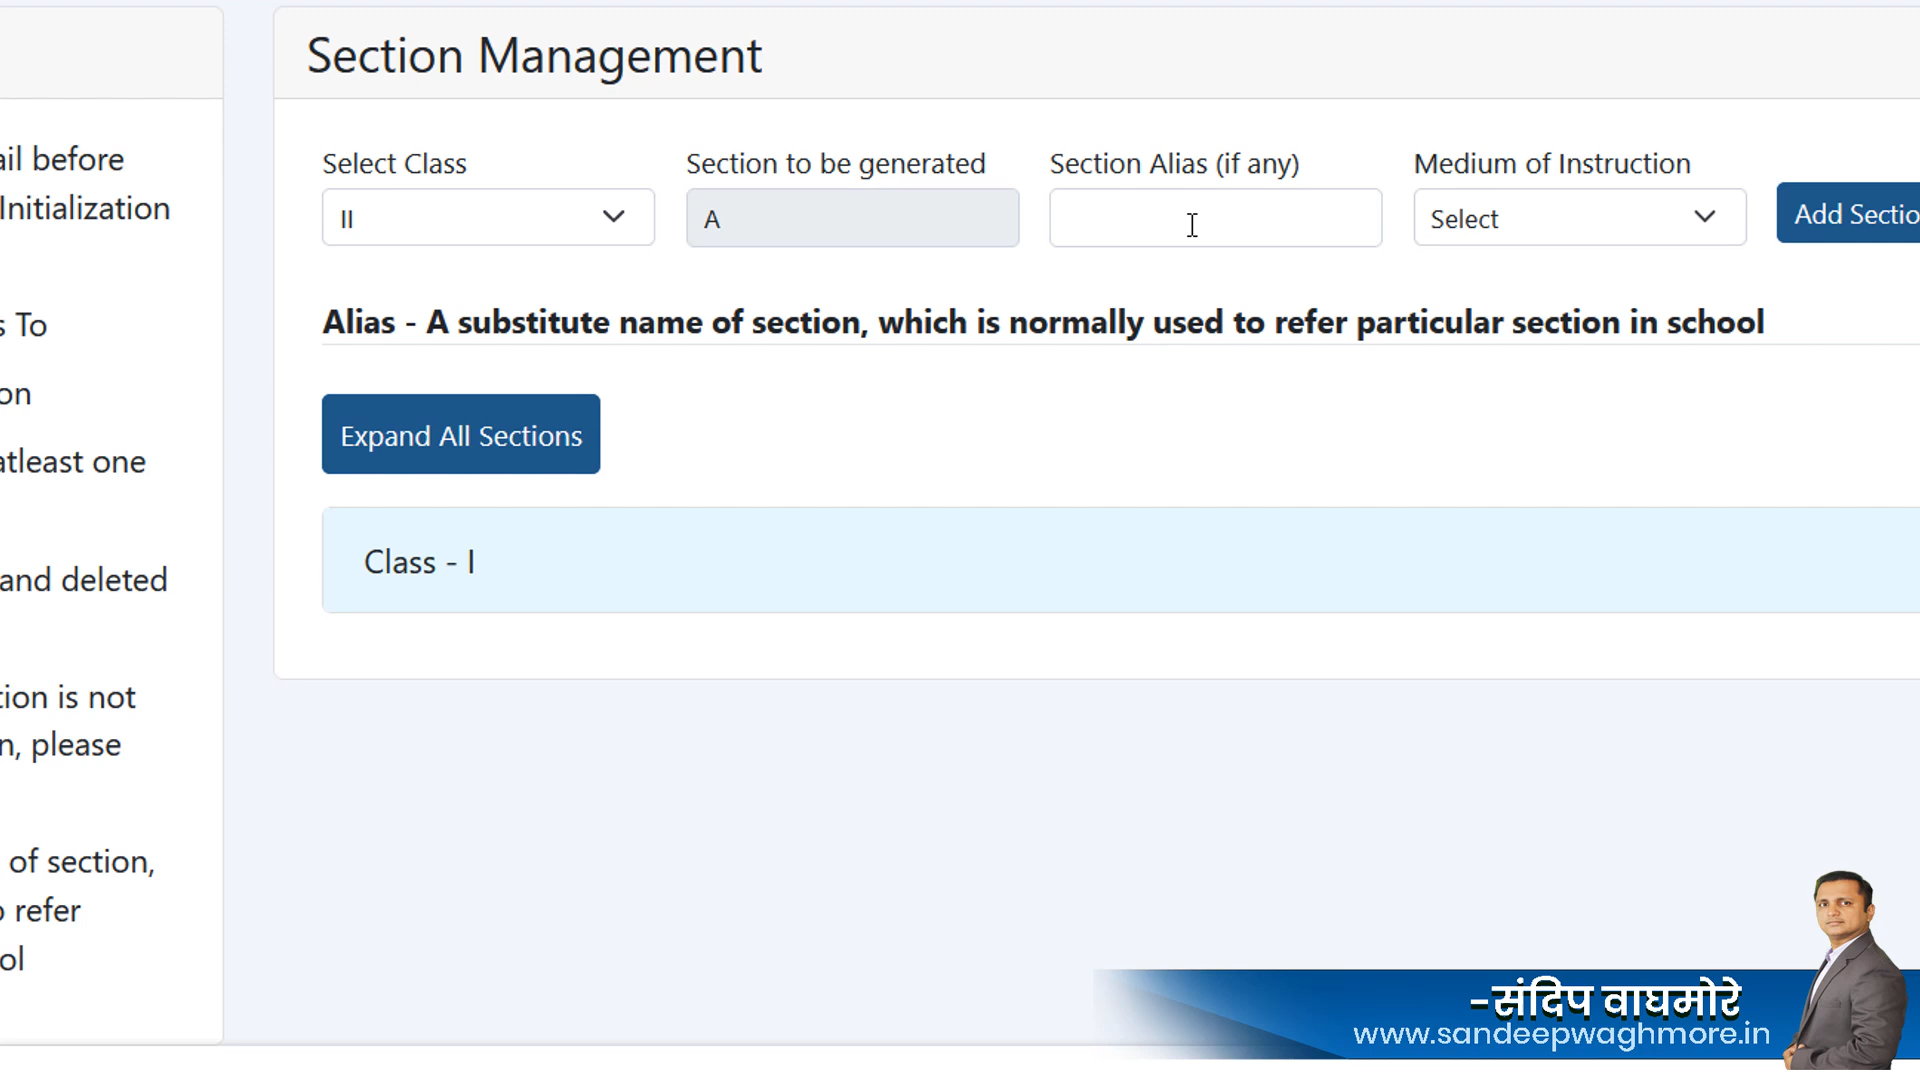 ail before
Initialization
s To
on
atleast one
and deleted
tion is not
n, please
of section,
o refer
ol
Section Management
Select Class
II
Section to be generated
A
Section Alias (if any)
Medium of Instruction
Select
Add Sectio
Alias - A substitute name of section, which is normally used to refer particular section in school
Expand All Sections
Class - I
-संदिप वाघमोरे
www.sandeepwaghmore.in